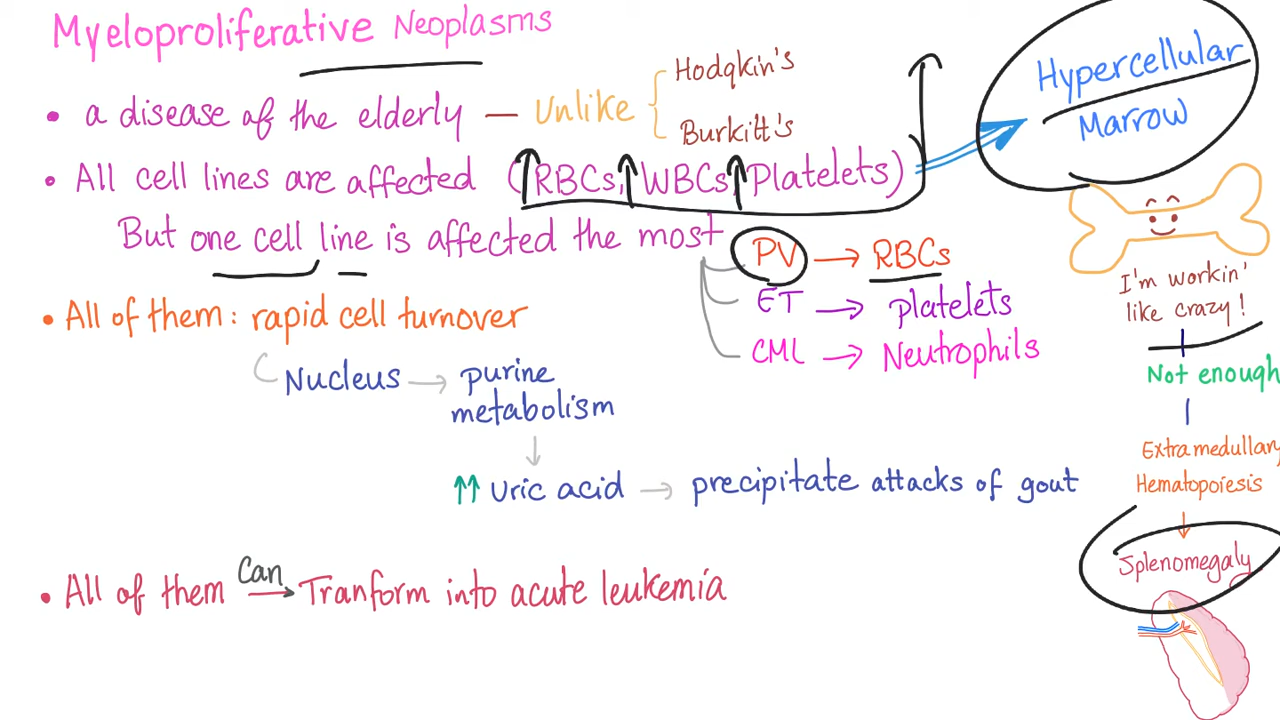 Myeloproliferative Neoplasms
• a disease of the elderly — Unlike
Hodgkin's
Burkitt's
• All cell lines are affected (↑RBCs, ↑WBCs, ↑Platelets)
Hypercellular
Marrow
But one cell line is affected the most
PV → RBCs
ET → platelets
CML → Neutrophils
• All of them: rapid cell turnover
Nucleus → purine
metabolism
↓
↑↑ Uric acid → precipitate attacks of gout
• All of them Can → Tranform into acute leukemia
I'm workin'
like crazy!
Not enough
Extramedullary
Hematopoiesis
↓
Splenomegaly